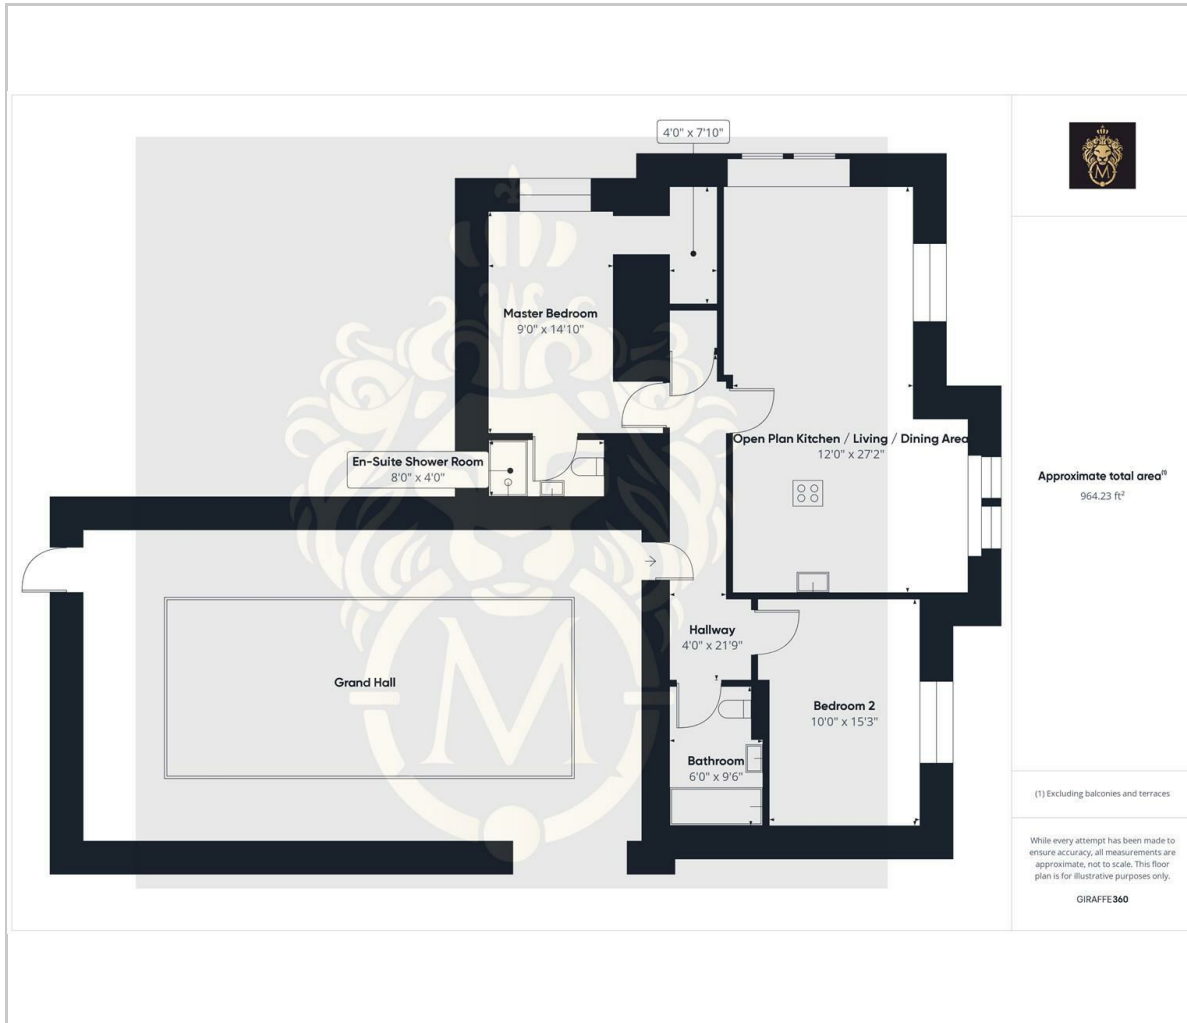 4'0" x 7'10"
Master Bedroom
9'0" x 14'10"
En-Suite Shower Room
8'0" x 4'0"
Open Plan Kitchen / Living / Dining Area
12'0" x 27'2"
Hallway
4'0" x 21'9"
Grand Hall
Bedroom 2
10'0" x 15'3"
Bathroom
6'0" x 9'6"
M
M
Approximate total area(1)
964.23 ft²
(1) Excluding balconies and terraces
While every attempt has been made to
ensure accuracy, all measurements are
approximate, not to scale. This floor
plan is for illustrative purposes only.
GIRAFFE360